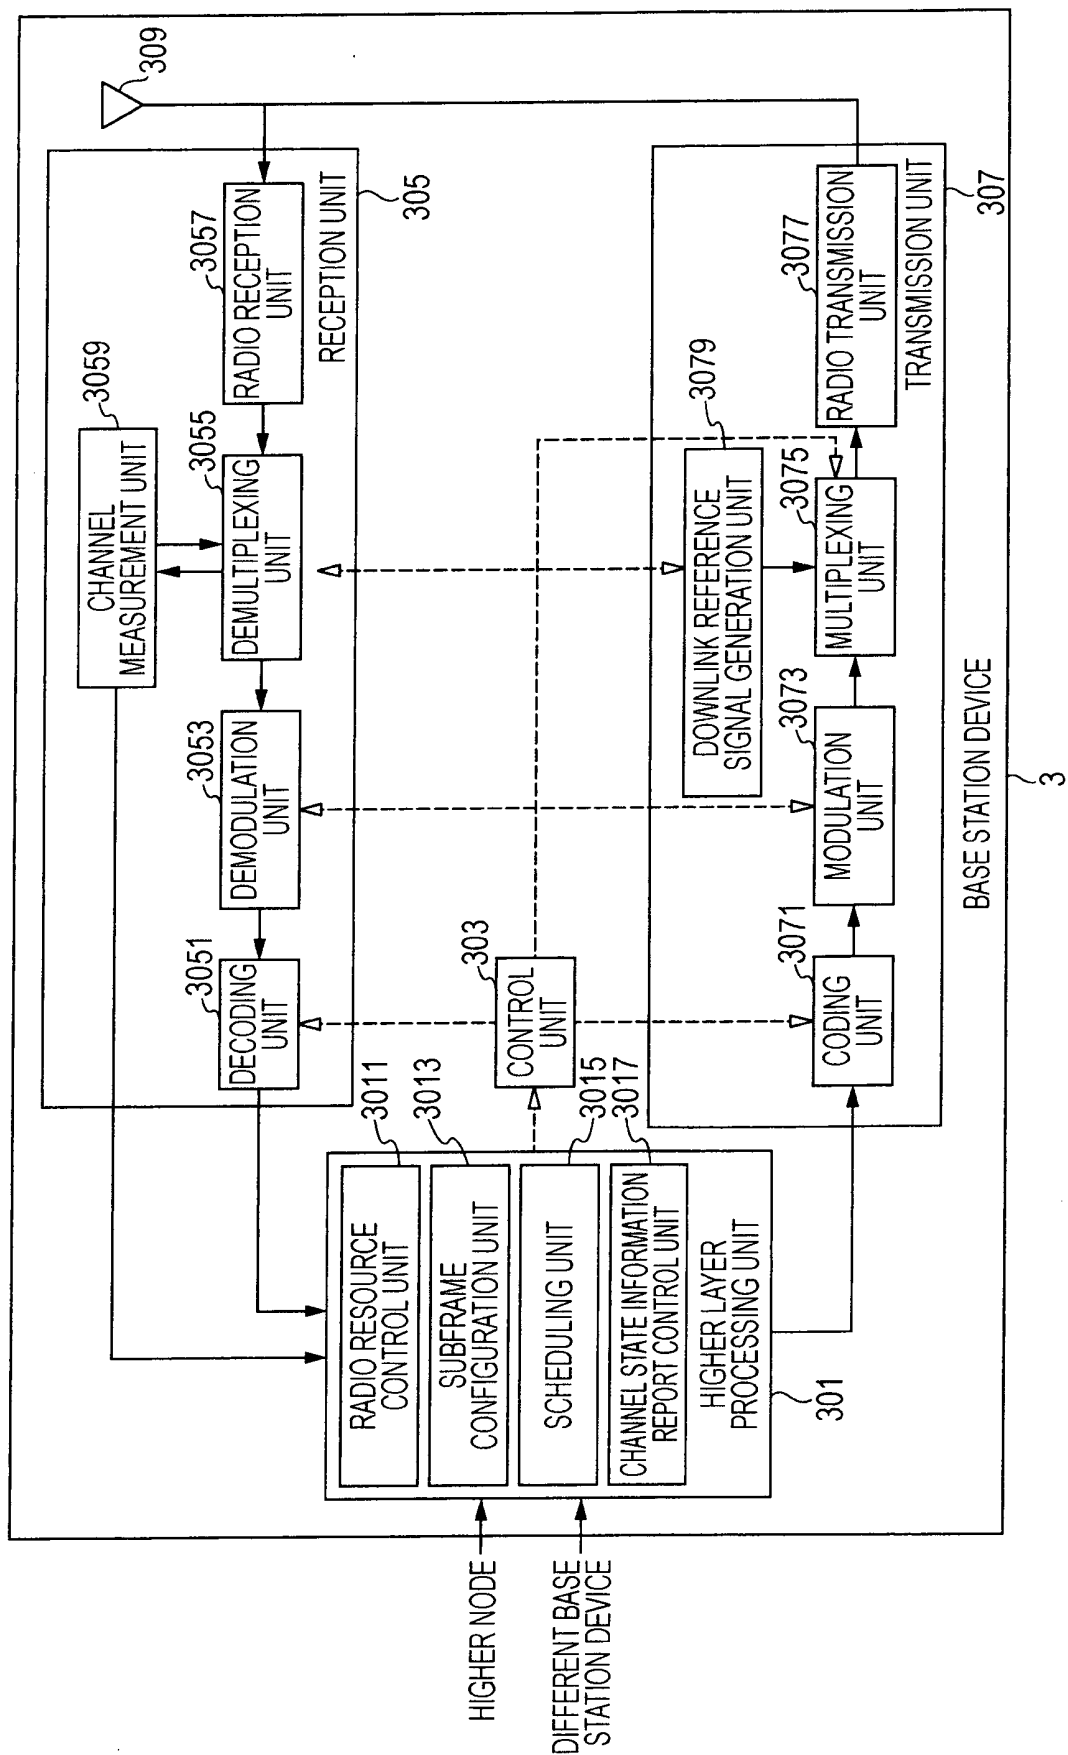 309
3059
CHANNEL
MEASUREMENT UNIT
3051
DECODING
UNIT
3053
DEMODULATION
UNIT
3055
DEMULTIPLEXING
UNIT
3057
RADIO RECEPTION
UNIT
RECEPTION UNIT
305
HIGHER NODE
DIFFERENT BASE
STATION DEVICE
3011
RADIO RESOURCE
CONTROL UNIT
3013
SUBFRAME
CONFIGURATION UNIT
3015
SCHEDULING UNIT
3017
CHANNEL STATE INFORMATION
REPORT CONTROL UNIT
HIGHER LAYER
PROCESSING UNIT
301
303
CONTROL
UNIT
3079
DOWNLINK REFERENCE
SIGNAL GENERATION UNIT
3071
CODING
UNIT
3073
MODULATION
UNIT
3075
MULTIPLEXING
UNIT
3077
RADIO TRANSMISSION
UNIT
TRANSMISSION UNIT
307
BASE STATION DEVICE
3